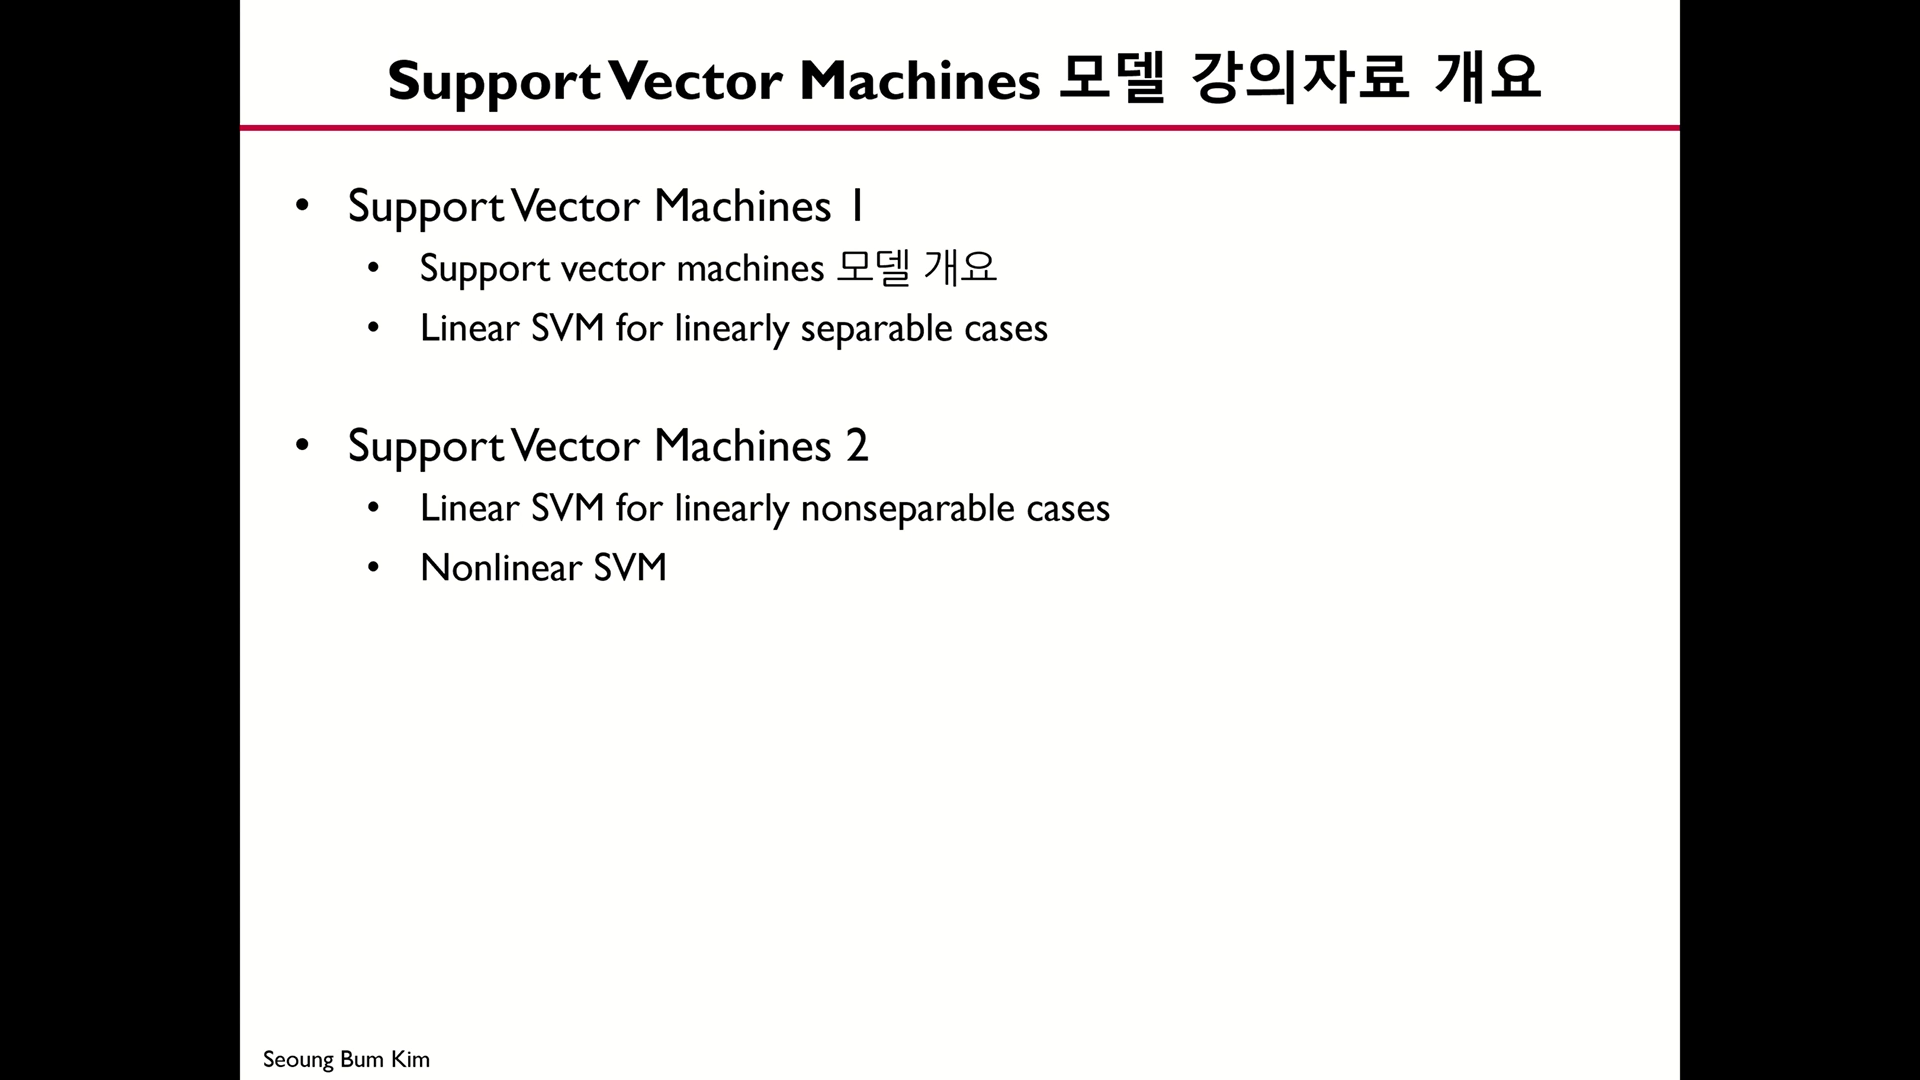 Support Vector Machines 모델 강의자료 개요
• Support Vector Machines 1
• Support vector machines 모델 개요
• Linear SVM for linearly separable cases
• Support Vector Machines 2
• Linear SVM for linearly nonseparable cases
• Nonlinear SVM
Seoung Bum Kim